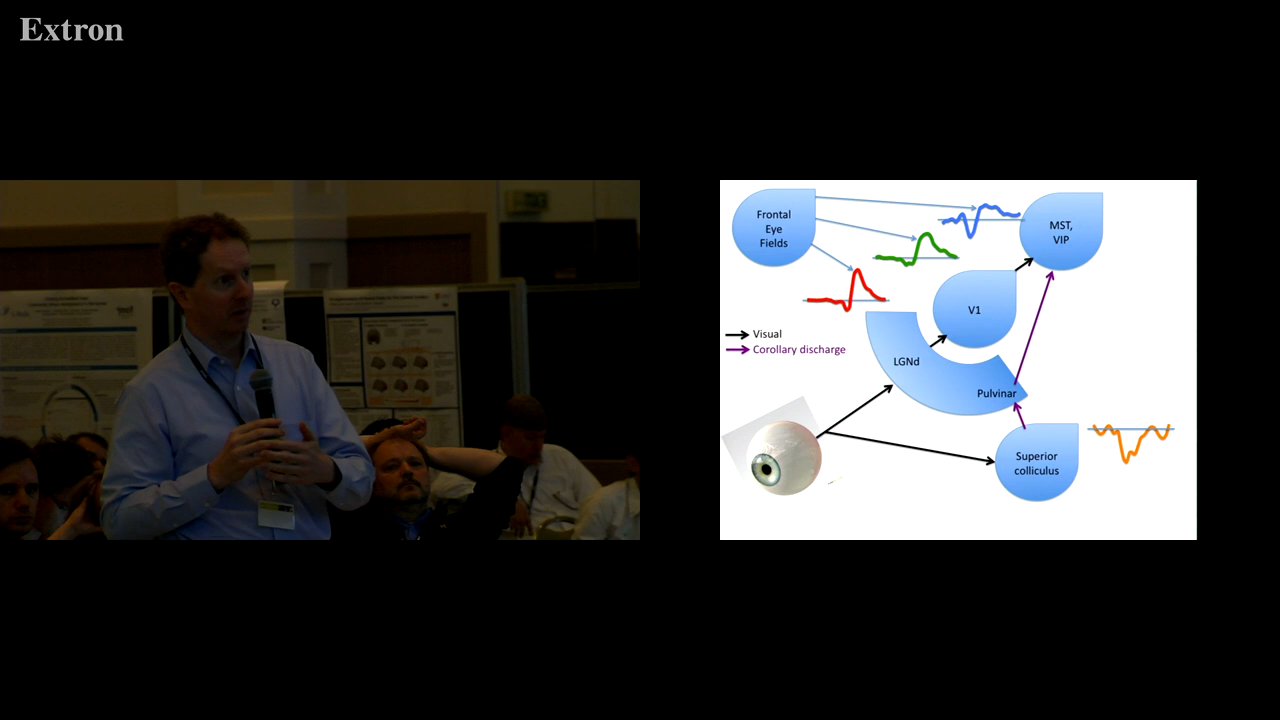 Extron
Frontal
Eye
Fields
MST,
VIP
V1
Visual
Corollary discharge
LGNd
Pulvinar
Superior
colliculus